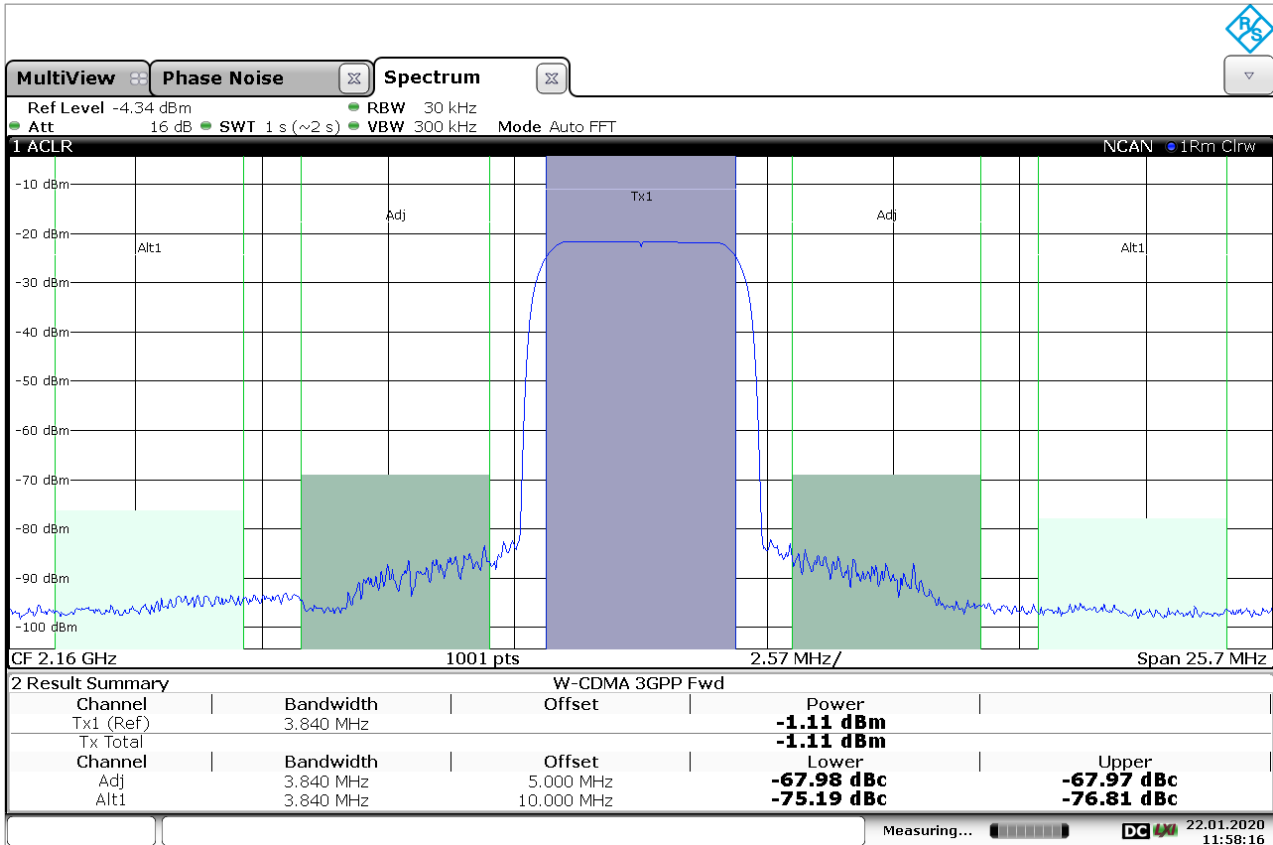 R&S
MultiView Phase Noise Spectrum
Ref Level -4.34 dBm RBW 30 kHz
Att 16 dB SWT 1 s (~2 s) VBW 300 kHz Mode Auto FFT
1 ACLR NCAN 1Rm Clrw
-10 dBm
Tx1
Adj Adj
-20 dBm
Alt1 Alt1
-30 dBm
-40 dBm
-50 dBm
-60 dBm
-70 dBm
-80 dBm
-90 dBm
-100 dBm
CF 2.16 GHz 1001 pts 2.57 MHz/ Span 25.7 MHz
2 Result Summary W-CDMA 3GPP Fwd
Channel Bandwidth Offset Power
Tx1 (Ref) 3.840 MHz -1.11 dBm
Tx Total -1.11 dBm
Channel Bandwidth Offset Lower Upper
Adj 3.840 MHz 5.000 MHz -67.98 dBc -67.97 dBc
Alt1 3.840 MHz 10.000 MHz -75.19 dBc -76.81 dBc
Measuring... DC LXI 22.01.2020
11:58:16